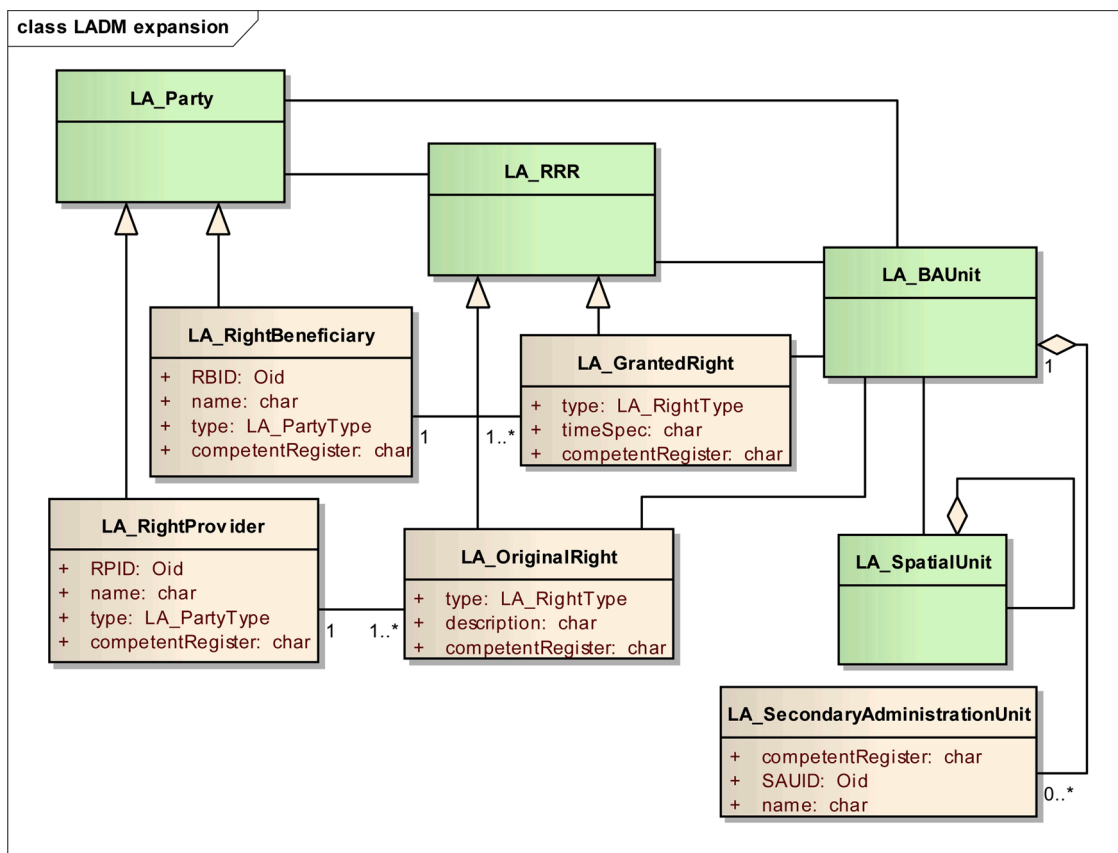 class LADM expansion
LA_Party
LA_RRR
LA_BAUnit
1
LA_RightBeneficiary
+ RBID: Oid
+ name: char
+ type: LA_PartyType
+ competentRegister: char
1
1..*
LA_GrantedRight
+ type: LA_RightType
+ timeSpec: char
+ competentRegister: char
LA_RightProvider
+ RPID: Oid
+ name: char
+ type: LA_PartyType
+ competentRegister: char
1
1..*
LA_OriginalRight
+ type: LA_RightType
+ description: char
+ competentRegister: char
LA_SpatialUnit
LA_SecondaryAdministrationUnit
+ competentRegister: char
+ SAUID: Oid
+ name: char
0..*